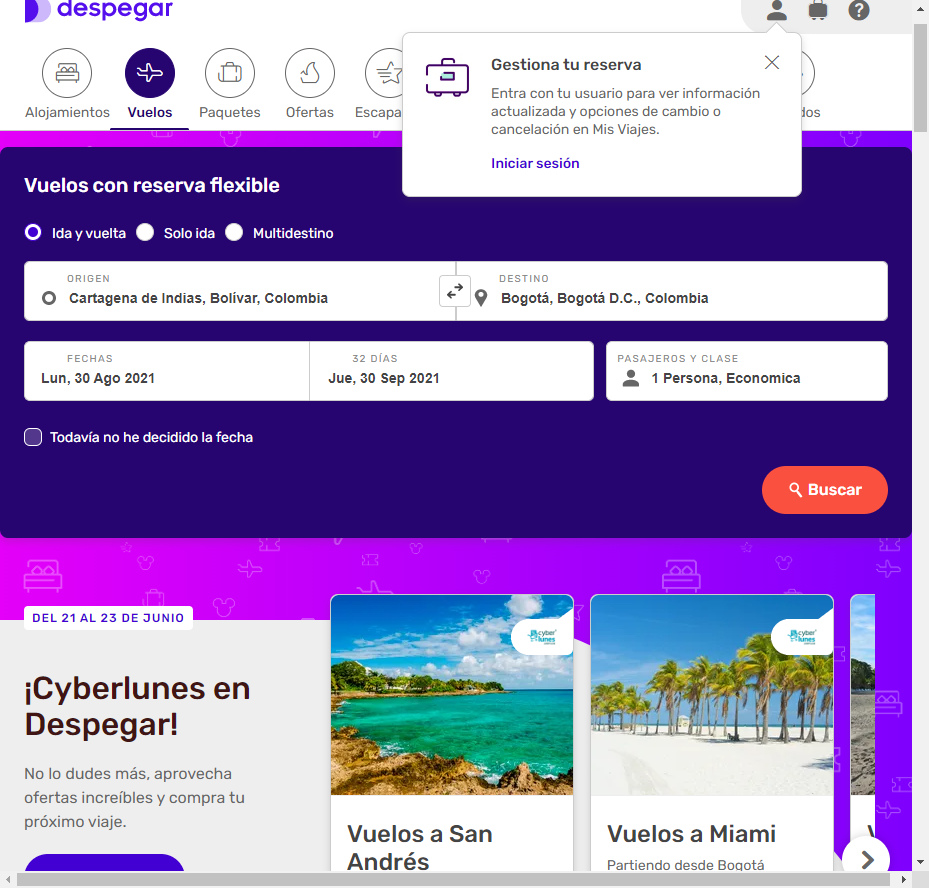 despegar
Alojamientos
Vuelos
Paquetes
Ofertas
Escapa
dos
Gestiona tu reserva
Entra con tu usuario para ver información
actualizada y opciones de cambio o
cancelación en Mis Viajes.
Iniciar sesión
Vuelos con reserva flexible
Ida y vuelta
Solo ida
Multidestino
ORIGEN
Cartagena de Indias, Bolívar, Colombia
DESTINO
Bogotá, Bogotá D.C., Colombia
FECHAS
Lun, 30 Ago 2021
32 DÍAS
Jue, 30 Sep 2021
PASAJEROS Y CLASE
1 Persona, Economica
Todavía no he decidido la fecha
Buscar
DEL 21 AL 23 DE JUNIO
¡Cyberlunes en
Despegar!
No lo dudes más, aprovecha
ofertas increíbles y compra tu
próximo viaje.
cyber
lunes
Vuelos a San
Andrés
cyber
lunes
Vuelos a Miami
Partiendo desde Bogotá
V